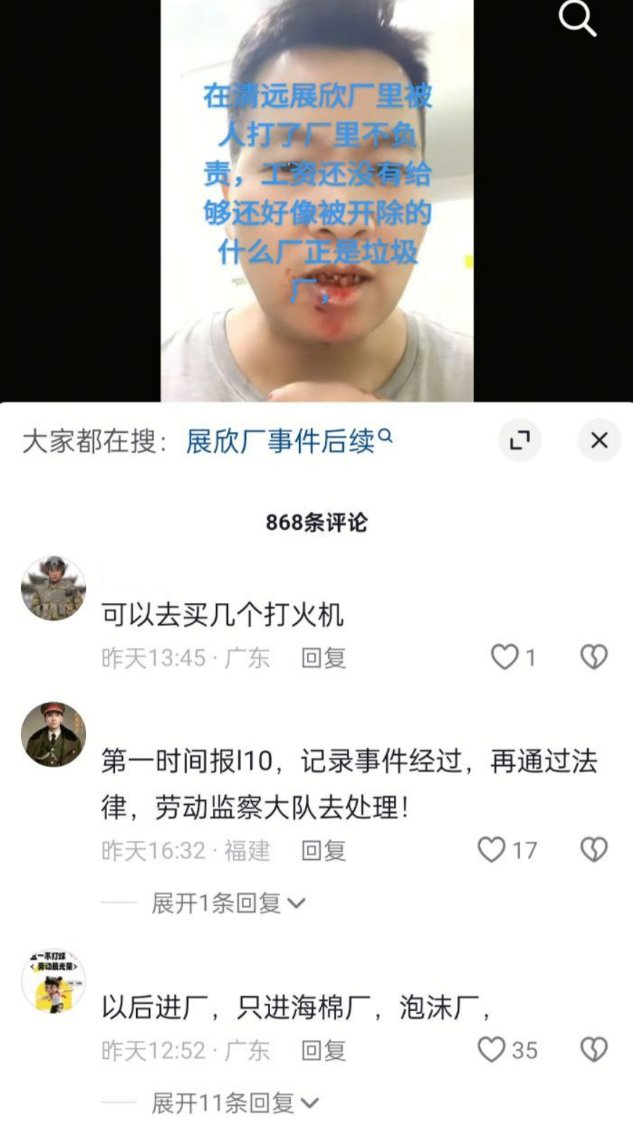 在清远展欣厂里被
人打了厂里不负
责，工资还没有给
够还好像被开除的
什么厂正是垃圾
厂，
大家都在搜：展欣厂事件后续
868条评论
可以去买几个打火机
昨天13:45·广东 回复 1
第一时间报l10，记录事件经过，再通过法
律，劳动监察大队去处理！
昨天16:32·福建 回复 17
展开1条回复
一不打烊
劳动最光荣
以后进厂，只进海棉厂，泡沫厂，
昨天12:52·广东 回复 35
展开11条回复